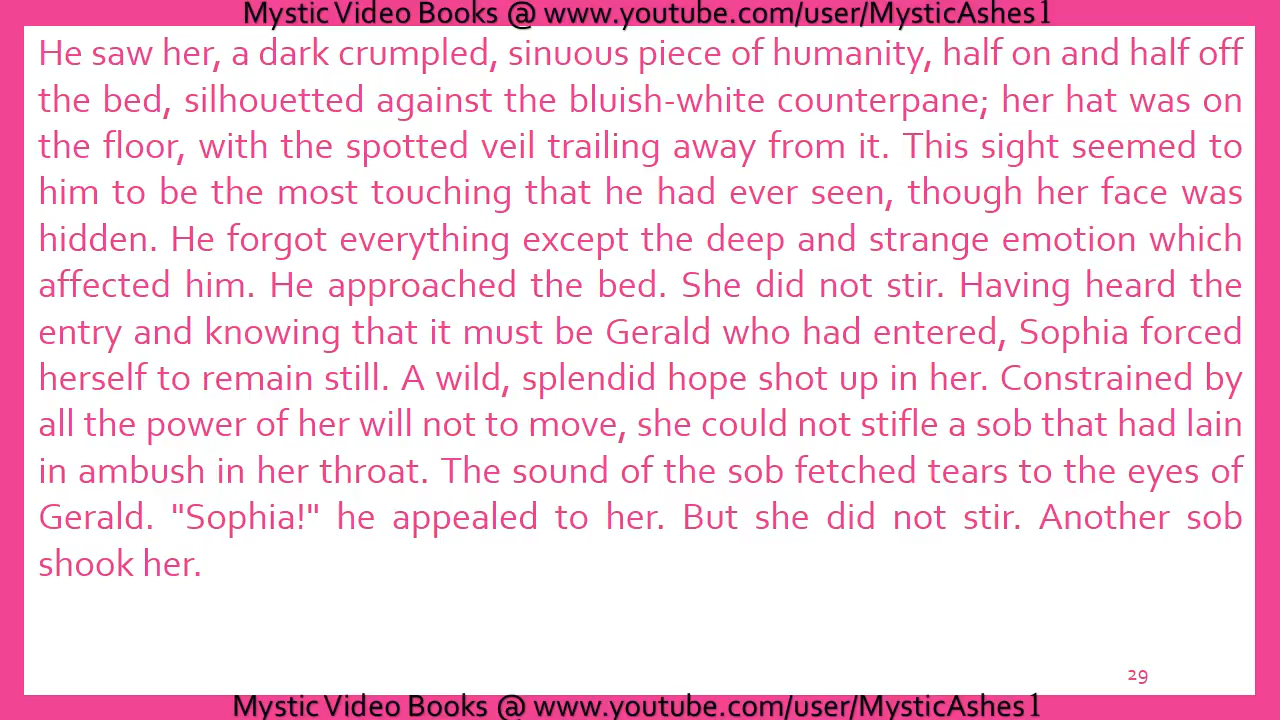 Mystic Video Books @ www.youtube.com/user/MysticAshes1
He saw her, a dark crumpled, sinuous piece of humanity, half on and half off
the bed, silhouetted against the bluish-white counterpane; her hat was on
the floor, with the spotted veil trailing away from it. This sight seemed to
him to be the most touching that he had ever seen, though her face was
hidden. He forgot everything except the deep and strange emotion which
affected him. He approached the bed. She did not stir. Having heard the
entry and knowing that it must be Gerald who had entered, Sophia forced
herself to remain still. A wild, splendid hope shot up in her. Constrained by
all the power of her will not to move, she could not stifle a sob that had lain
in ambush in her throat. The sound of the sob fetched tears to the eyes of
Gerald. "Sophia!" he appealed to her. But she did not stir. Another sob
shook her.
29
Mystic Video Books @ www.youtube.com/user/MysticAshes1